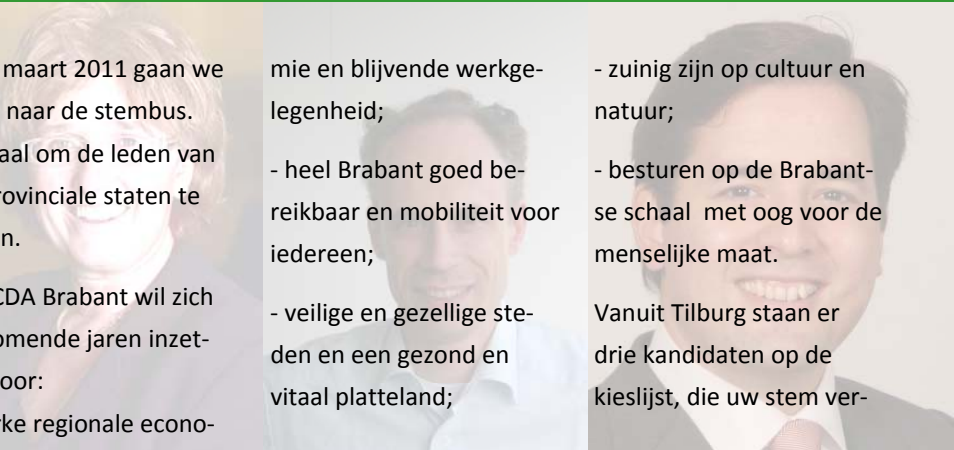 maart 2011 gaan we
naar de stembus.
om de leden van
staten te
CDA Brabant wil zich
jaren inzet-
regionale econo-
mie en blijvende werkge-
legenheid;
- heel Brabant goed be-
reikbaar en mobiliteit voor
iedereen;
- veilige en gezellige ste-
den en een gezond en
vitaal platteland;
- zuinig zijn op cultuur en
natuur;
- besturen op de Brabant-
se schaal  met oog voor de
menselijke maat.
Vanuit Tilburg staan er
drie kandidaten op de
kieslijst, die uw stem ver-